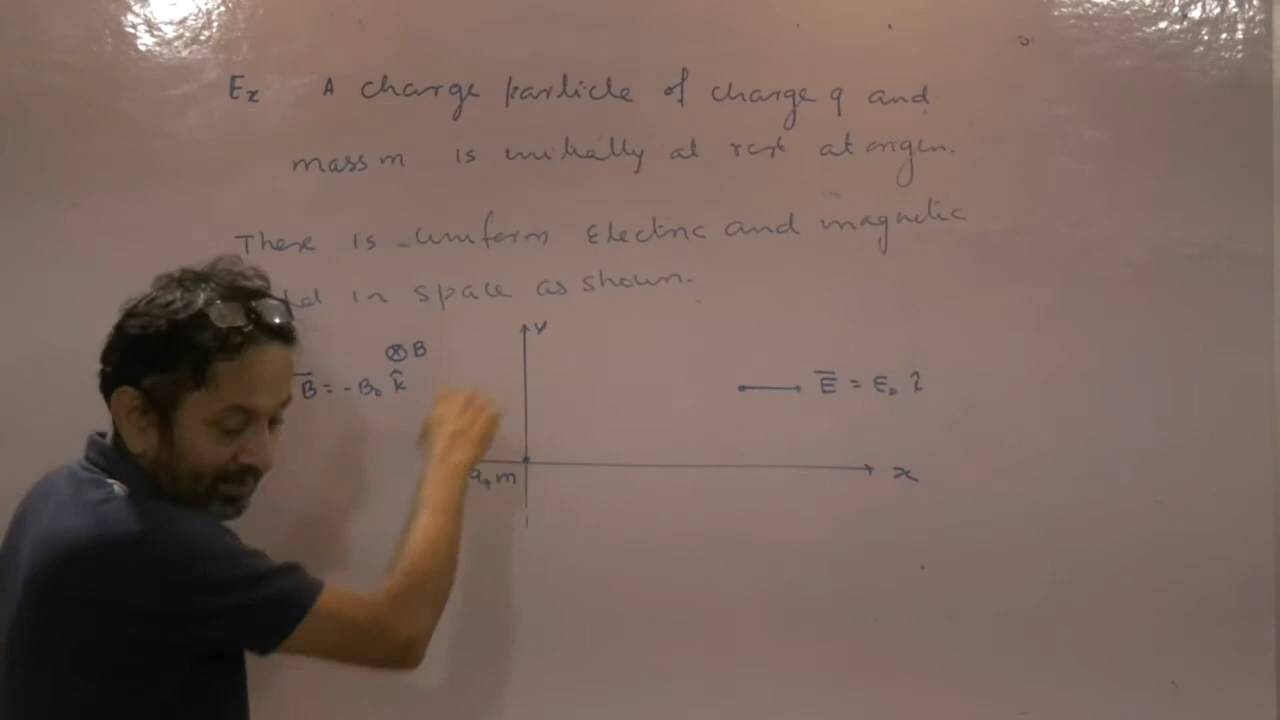 Ex A charge particle of charge q and
mass m is initially at rest at origin.
There is uniform Electric and magnetic
in space as shown.
⊗ B
y
B̅ = -B₀ k̂
E̅ = E₀ î
q, m
x